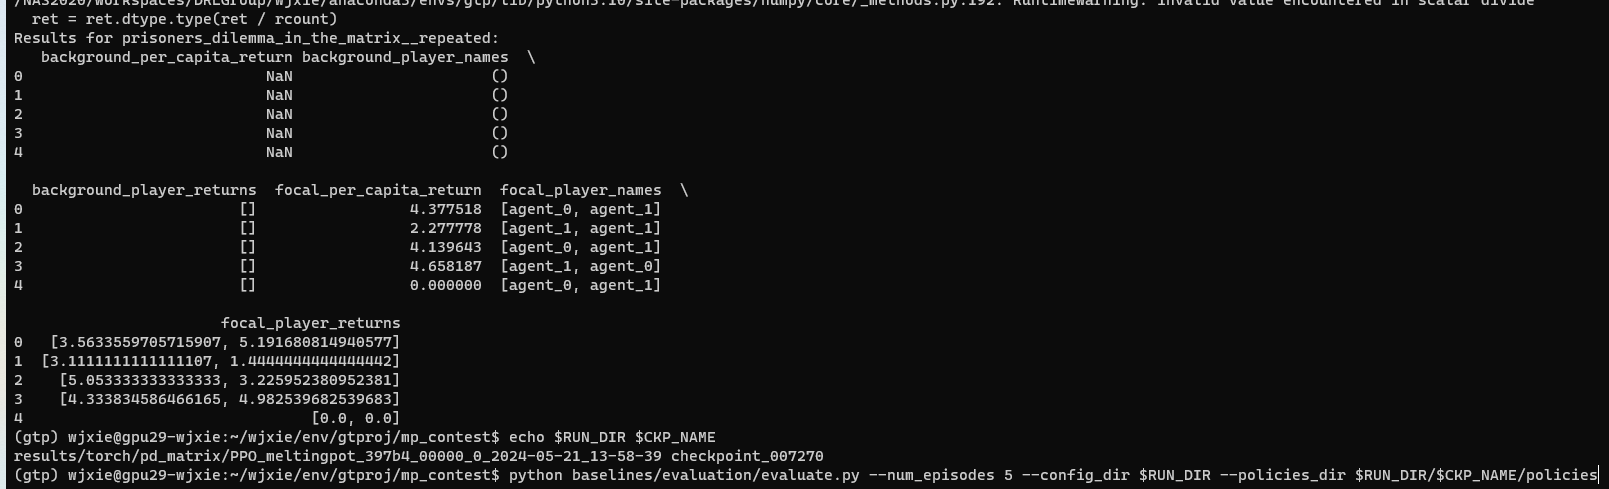 /NAS2020/Workspaces/DRLGroup/wjxie/anaconda3/envs/gtp/lib/python3.10/site-packages/numpy/core/_methods.py:192: RuntimeWarning: invalid value encountered in scalar divide
  ret = ret.dtype.type(ret / rcount)
Results for prisoners_dilemma_in_the_matrix__repeated:
   background_per_capita_return background_player_names  \
0                           NaN                      ()
1                           NaN                      ()
2                           NaN                      ()
3                           NaN                      ()
4                           NaN                      ()

  background_player_returns  focal_per_capita_return  focal_player_names  \
0                        []                 4.377518  [agent_0, agent_1]
1                        []                 2.277778  [agent_1, agent_1]
2                        []                 4.139643  [agent_0, agent_1]
3                        []                 4.658187  [agent_1, agent_0]
4                        []                 0.000000  [agent_0, agent_1]

                       focal_player_returns
0   [3.5633559705715907, 5.191680814940577]
1  [3.1111111111111107, 1.4444444444444442]
2    [5.053333333333333, 3.225952380952381]
3    [4.333834586466165, 4.982539682539683]
4                                [0.0, 0.0]
(gtp) wjxie@gpu29-wjxie:~/wjxie/env/gtproj/mp_contest$ echo $RUN_DIR $CKP_NAME
results/torch/pd_matrix/PPO_meltingpot_397b4_00000_0_2024-05-21_13-58-39 checkpoint_007270
(gtp) wjxie@gpu29-wjxie:~/wjxie/env/gtproj/mp_contest$ python baselines/evaluation/evaluate.py --num_episodes 5 --config_dir $RUN_DIR --policies_dir $RUN_DIR/$CKP_NAME/policies